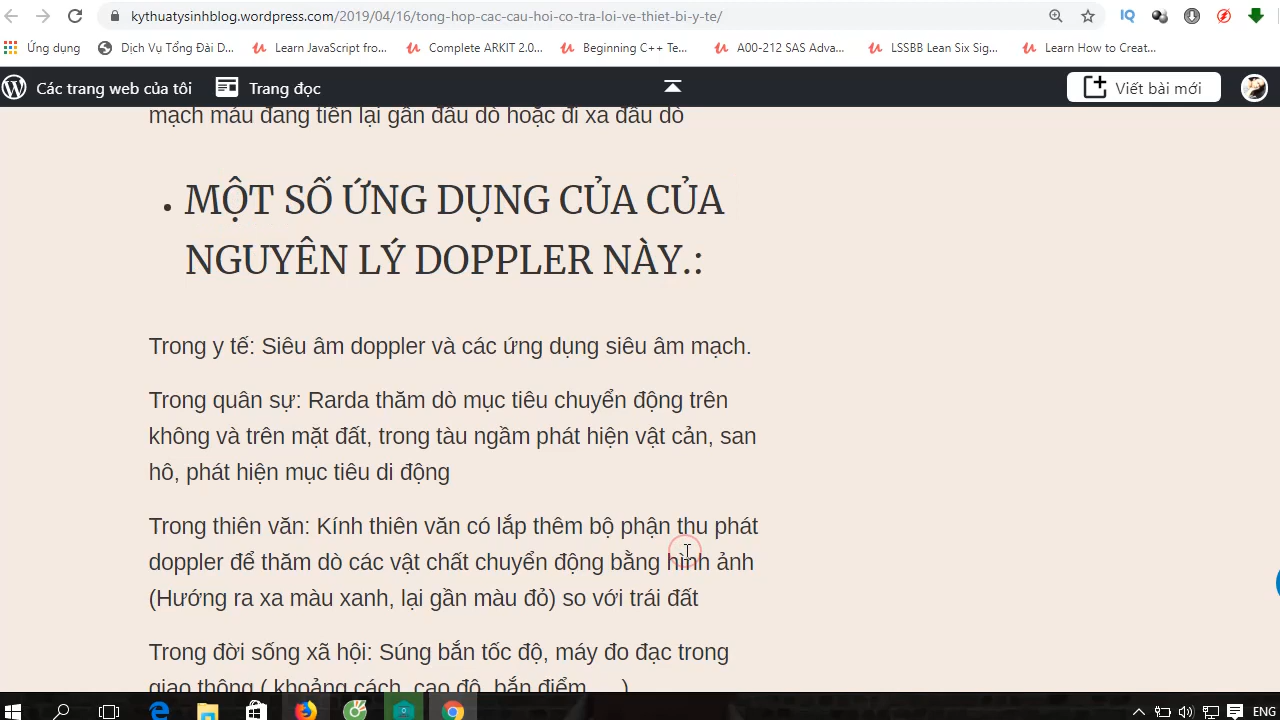 kythuatysinhblog.wordpress.com/2019/04/16/tong-hop-cac-cau-hoi-co-tra-loi-ve-thiet-bi-y-te/
Ứng dụng Dịch Vụ Tổng Đài D... Learn JavaScript fro... Complete ARKIT 2.0... Beginning C++ Te... A00-212 SAS Adva... LSSBB Lean Six Sig... Learn How to Creat...
Các trang web của tôi Trang đọc Viết bài mới
mạch máu đang tiến lại gần đầu dò hoặc đi xa đầu dò
• MỘT SỐ ỨNG DỤNG CỦA CỦA
NGUYÊN LÝ DOPPLER NÀY.:
Trong y tế: Siêu âm doppler và các ứng dụng siêu âm mạch.
Trong quân sự: Rarda thăm dò mục tiêu chuyển động trên
không và trên mặt đất, trong tàu ngầm phát hiện vật cản, san
hô, phát hiện mục tiêu di động
Trong thiên văn: Kính thiên văn có lắp thêm bộ phận thu phát
doppler để thăm dò các vật chất chuyển động bằng hình ảnh
(Hướng ra xa màu xanh, lại gần màu đỏ) so với trái đất
Trong đời sống xã hội: Súng bắn tốc độ, máy đo đạc trong
giao thông ( khoảng cách, cao độ, bắn điểm,...)
ENG